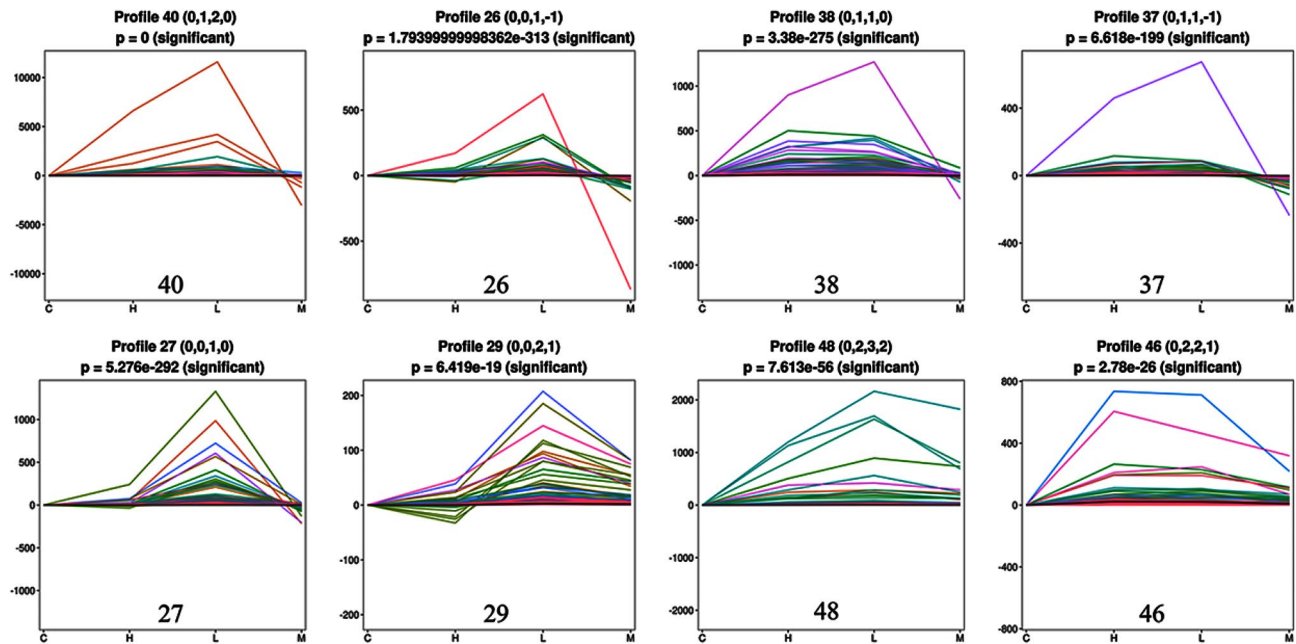 Profile 40 (0,1,2,0)
p = 0 (significant)
10000
5000
0
-5000
-10000
40
C H L M
Profile 26 (0,0,1,-1)
p = 1.79399999998362e-313 (significant)
500
0
-500
26
C H L M
Profile 38 (0,1,1,0)
p = 3.38e-275 (significant)
1000
500
0
-500
-1000
38
C H L M
Profile 37 (0,1,1,-1)
p = 6.618e-199 (significant)
400
0
-400
37
C H L M
Profile 27 (0,0,1,0)
p = 5.276e-292 (significant)
1000
500
0
-500
-1000
27
C H L M
Profile 29 (0,0,2,1)
p = 6.419e-19 (significant)
200
100
0
-100
-200
29
C H L M
Profile 48 (0,2,3,2)
p = 7.613e-56 (significant)
2000
1000
0
-1000
-2000
48
C H L M
Profile 46 (0,2,2,1)
p = 2.78e-26 (significant)
800
400
0
-400
-800
46
C H L M